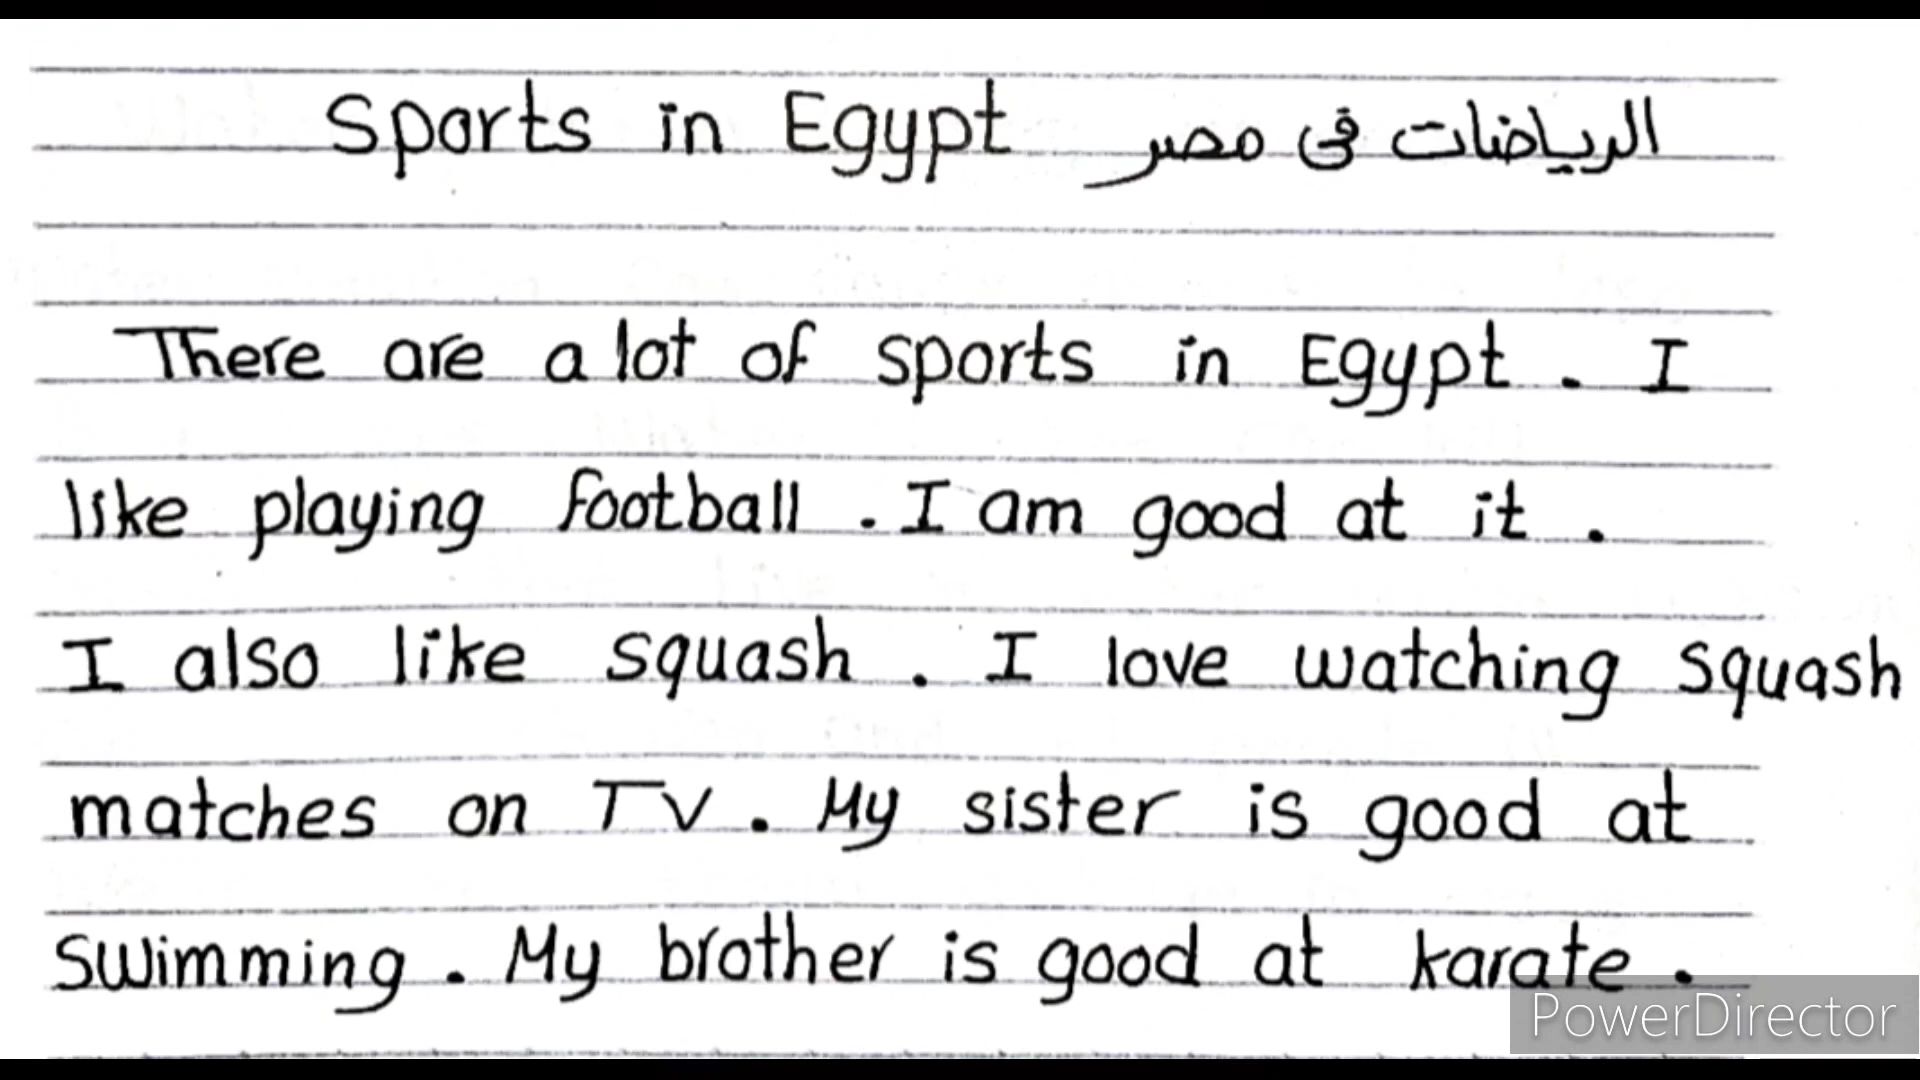 Sports in Egypt الرياضات فى مصر
There are a lot of sports in Egypt. I
like playing football. I am good at it.
I also like squash. I love watching squash
matches on TV. My sister is good at
swimming. My brother is good at karate.
PowerDirector